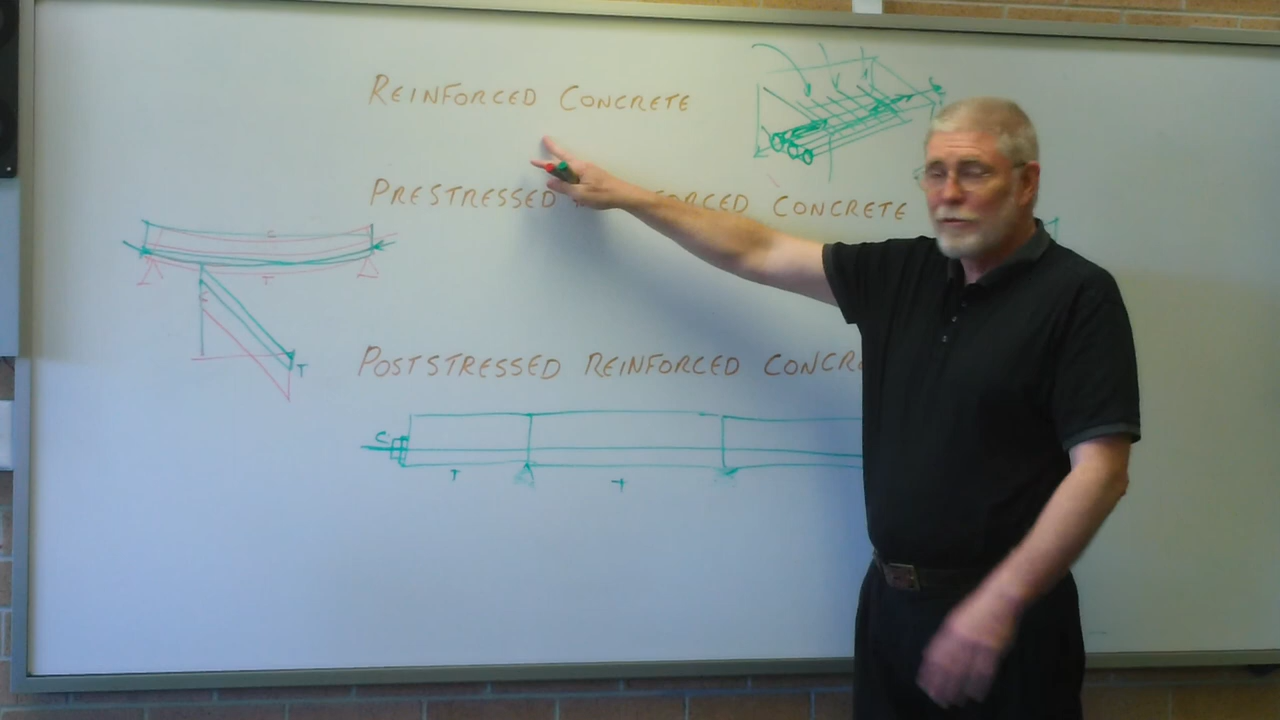 REINFORCED CONCRETE
PRESTRESSED CONCRETE
C
T
C
T
POSTSTRESSED REINFORCED
C
T
T